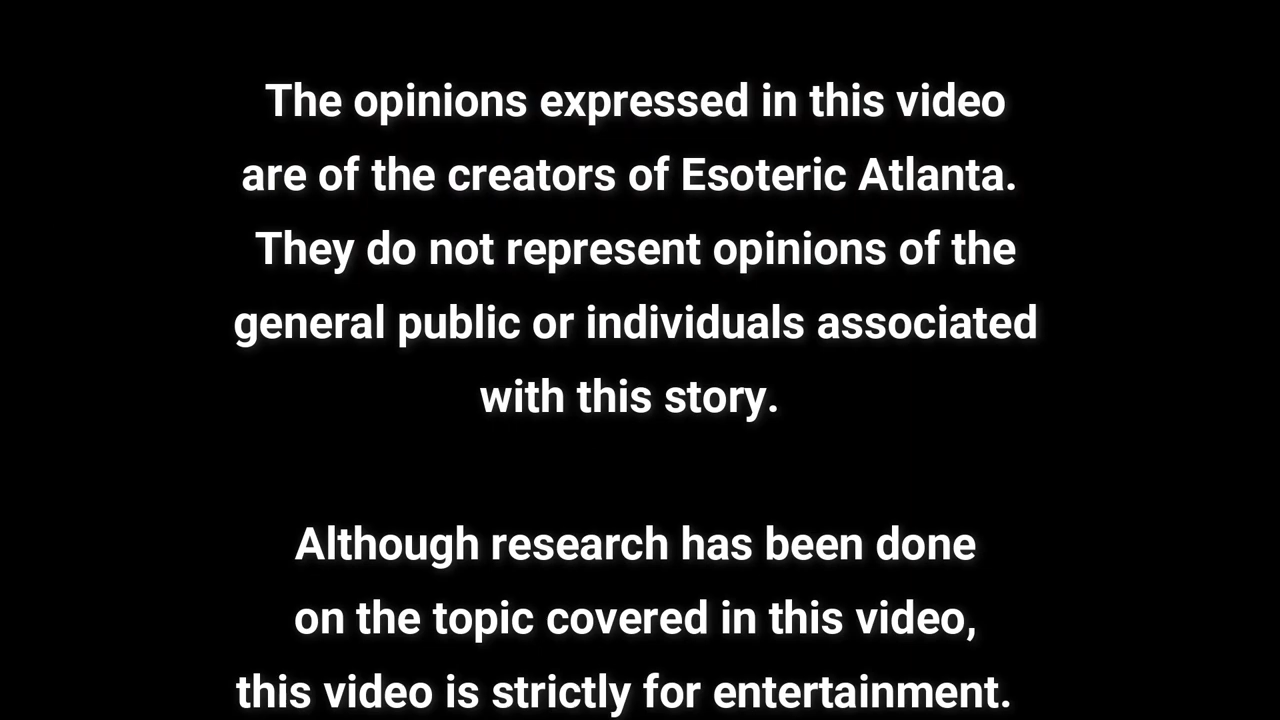 The opinions expressed in this video
are of the creators of Esoteric Atlanta.
They do not represent opinions of the
general public or individuals associated
with this story.
Although research has been done
on the topic covered in this video,
this video is strictly for entertainment.